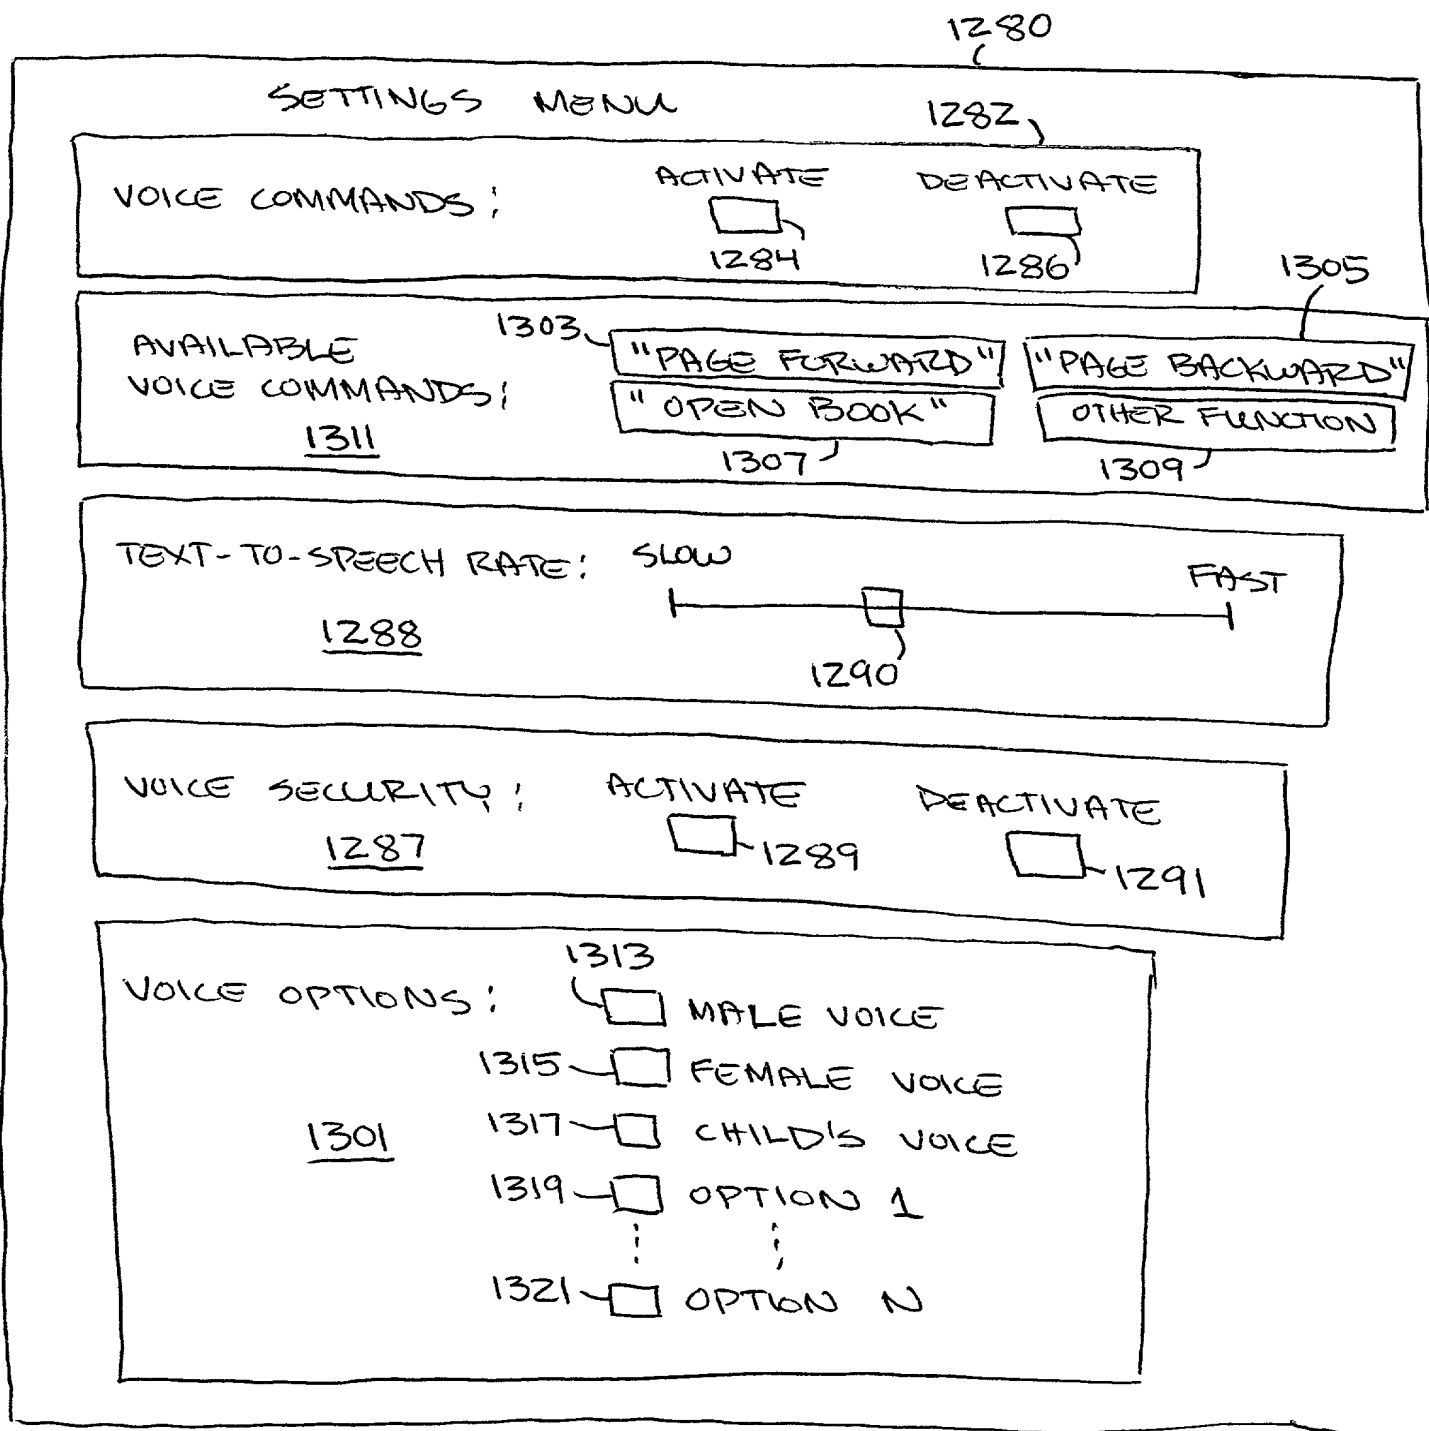 1280
SETTINGS MENU
1282
VOICE COMMANDS: ACTIVATE DEACTIVATE
1284 1286
1305
AVAILABLE VOICE COMMANDS:
1303 "PAGE FORWARD" "PAGE BACKWARD"
"OPEN BOOK" OTHER FUNCTION
1311 1307 1309
TEXT-TO-SPEECH RATE: SLOW FAST
1288 1290
VOICE SECURITY: ACTIVATE DEACTIVATE
1287 1289 1291
1313
VOICE OPTIONS: MALE VOICE
1315 FEMALE VOICE
1301 1317 CHILD'S VOICE
1319 OPTION 1
1321 OPTION N